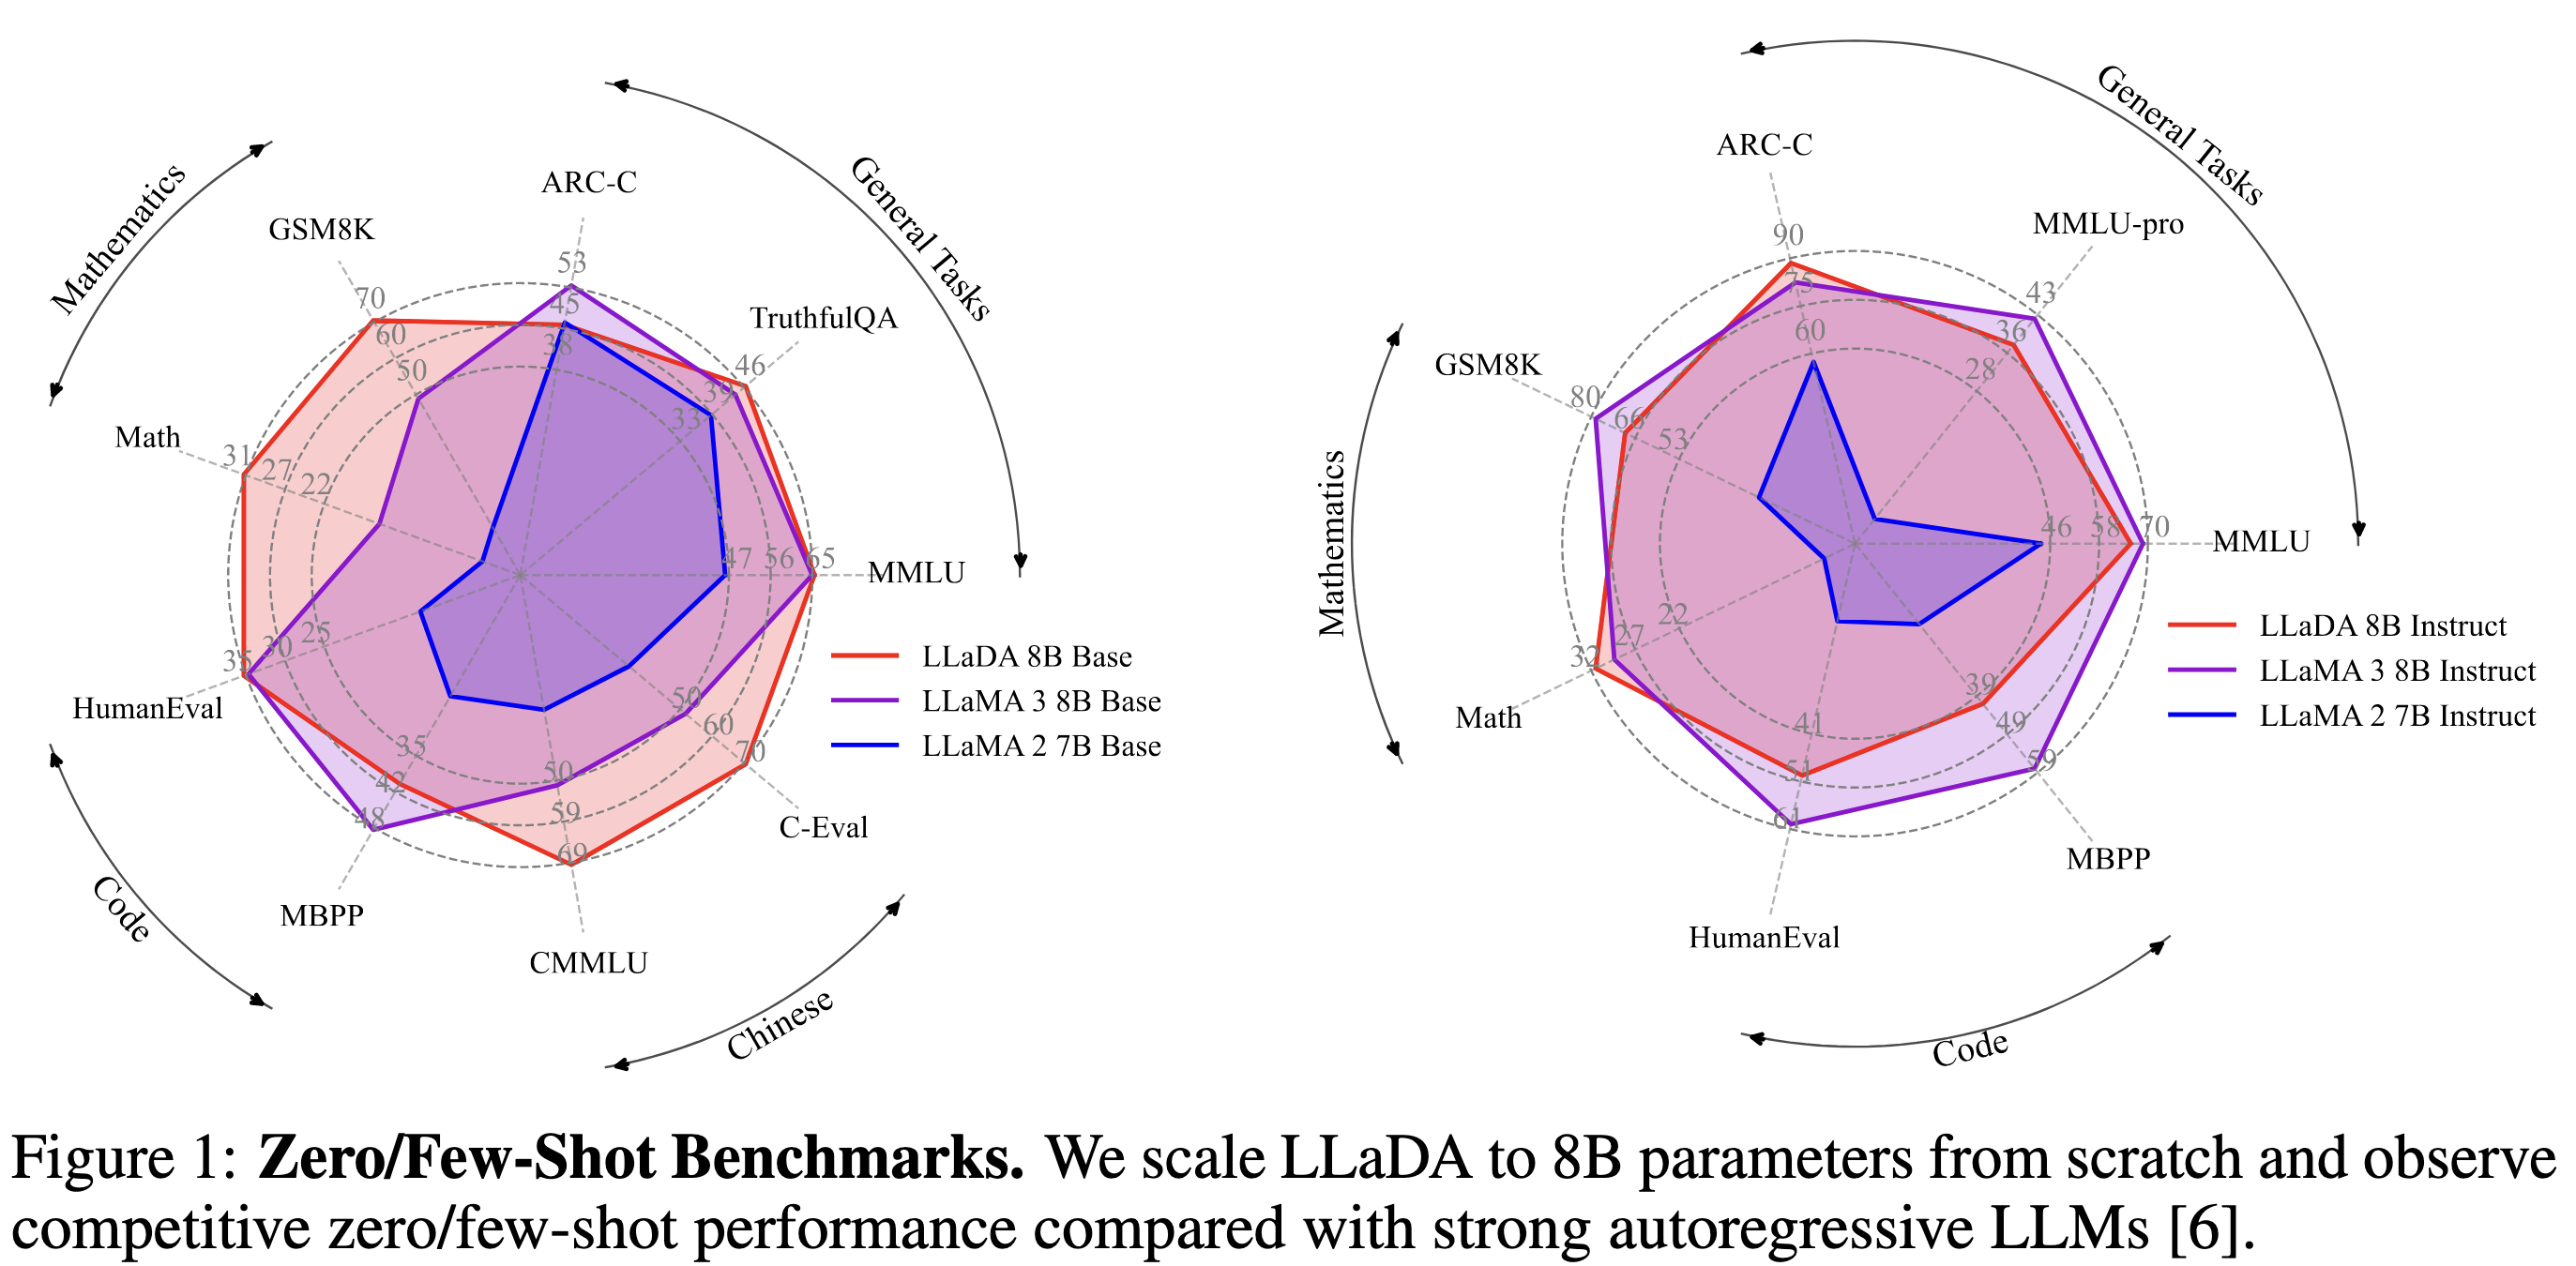 General Tasks
Mathematics
ARC-C
GSM8K
TruthfulQA
Math
MMLU
HumanEval
MBPP
C-Eval
CMMLU
Code
Chinese
53
45
38
70
60
50
46
39
33
31
27
22
47 56 65
35 30 25
35
42
48
50
59
69
50
60
70
LLaDA 8B Base
LLaMA 3 8B Base
LLaMA 2 7B Base
General Tasks
ARC-C
MMLU-pro
GSM8K
Mathematics
MMLU
Math
MBPP
HumanEval
Code
90
75
60
43
36
28
80 66 53
46 58 70
32 27 22
41
51
61
39
49
59
LLaDA 8B Instruct
LLaMA 3 8B Instruct
LLaMA 2 7B Instruct
Figure 1: Zero/Few-Shot Benchmarks. We scale LLaDA to 8B parameters from scratch and observe
competitive zero/few-shot performance compared with strong autoregressive LLMs [6].